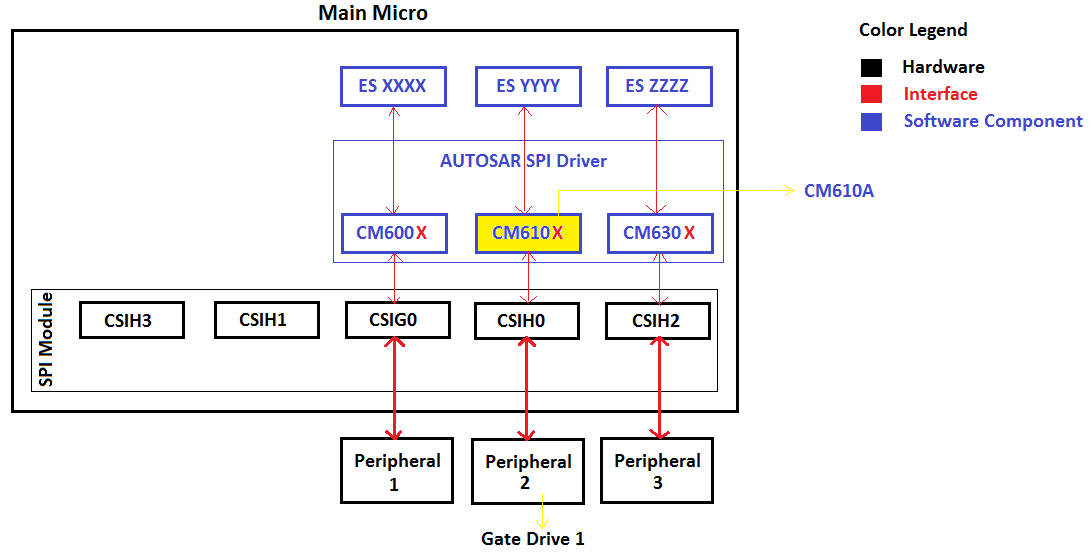 Main Micro
Color Legend
Hardware
Interface
Software Component
ES XXXX
ES YYYY
ES ZZZZ
AUTOSAR SPI Driver
CM610A
CM600X
CM610X
CM630X
SPI Module
CSIH3
CSIH1
CSIG0
CSIH0
CSIH2
Peripheral
1
Peripheral
2
Peripheral
3
Gate Drive 1